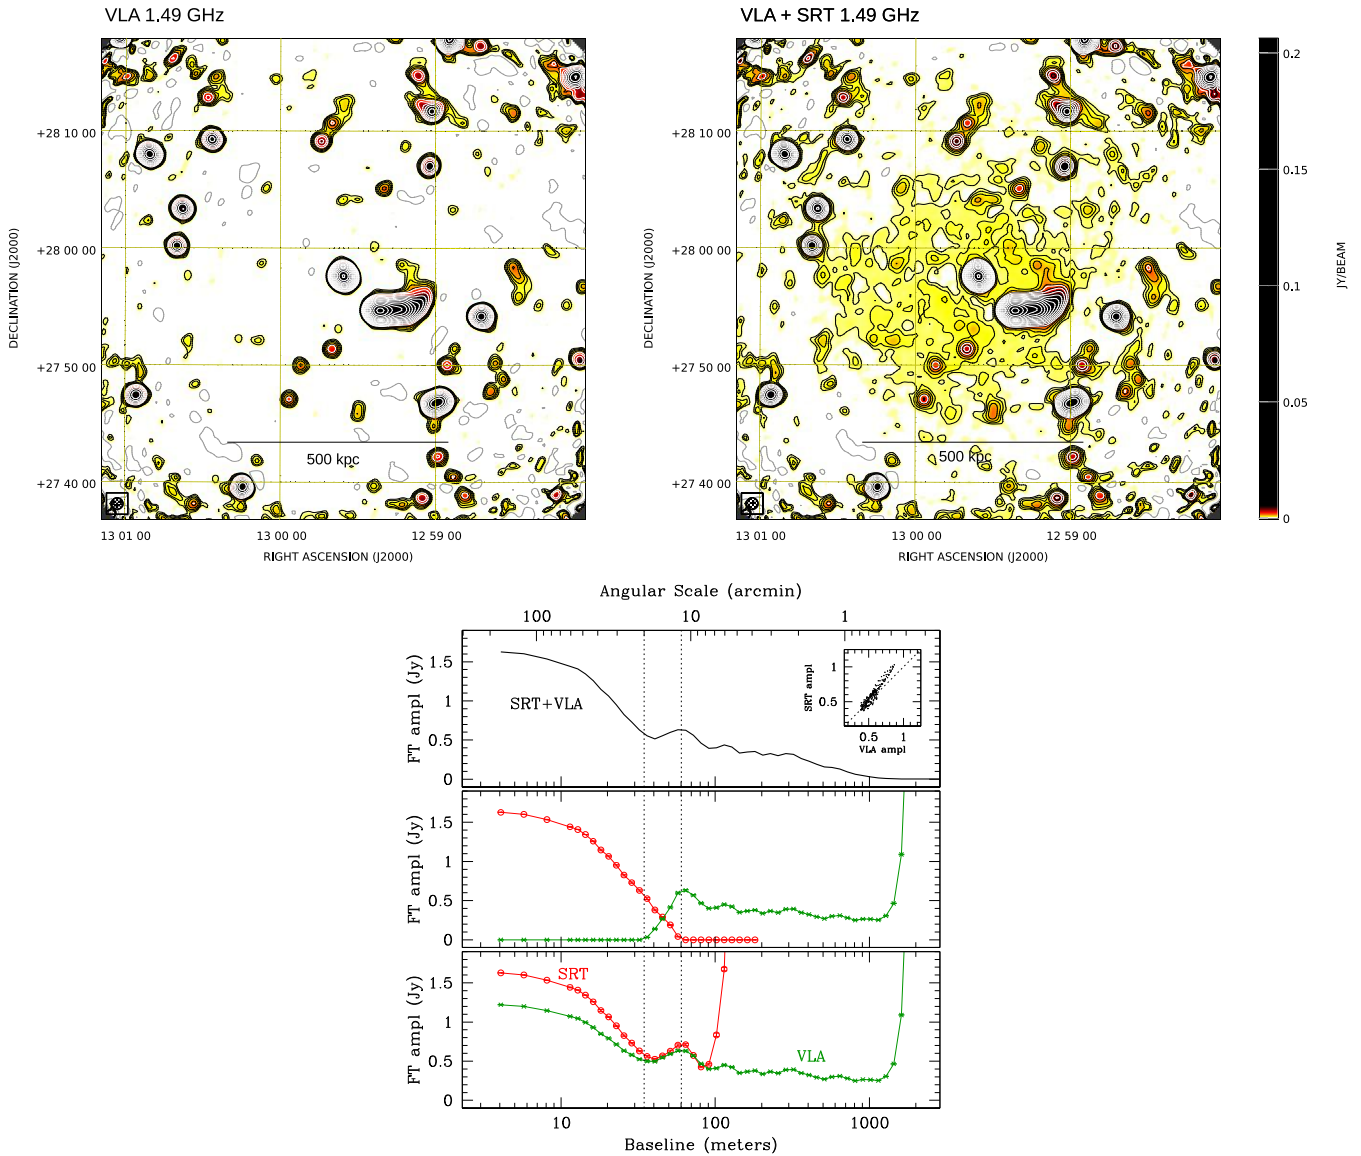 VLA 1.49 GHz
VLA + SRT 1.49 GHz
+28 10 00
+28 00 00
+27 50 00
+27 40 00
DECLINATION (J2000)
500 kpc
13 01 00
13 00 00
12 59 00
RIGHT ASCENSION (J2000)
+28 10 00
+28 00 00
+27 50 00
+27 40 00
DECLINATION (J2000)
500 kpc
13 01 00
13 00 00
12 59 00
RIGHT ASCENSION (J2000)
0.2
0.15
0.1
0.05
0
JY/BEAM
Angular Scale (arcmin)
100
10
1
1.5
1
0.5
0
FT ampl (Jy)
SRT+VLA
1
0.5
SRT ampl
0.5
1
VLA ampl
1.5
1
0.5
0
FT ampl (Jy)
1.5
1
0.5
0
FT ampl (Jy)
SRT
VLA
10
100
1000
Baseline (meters)